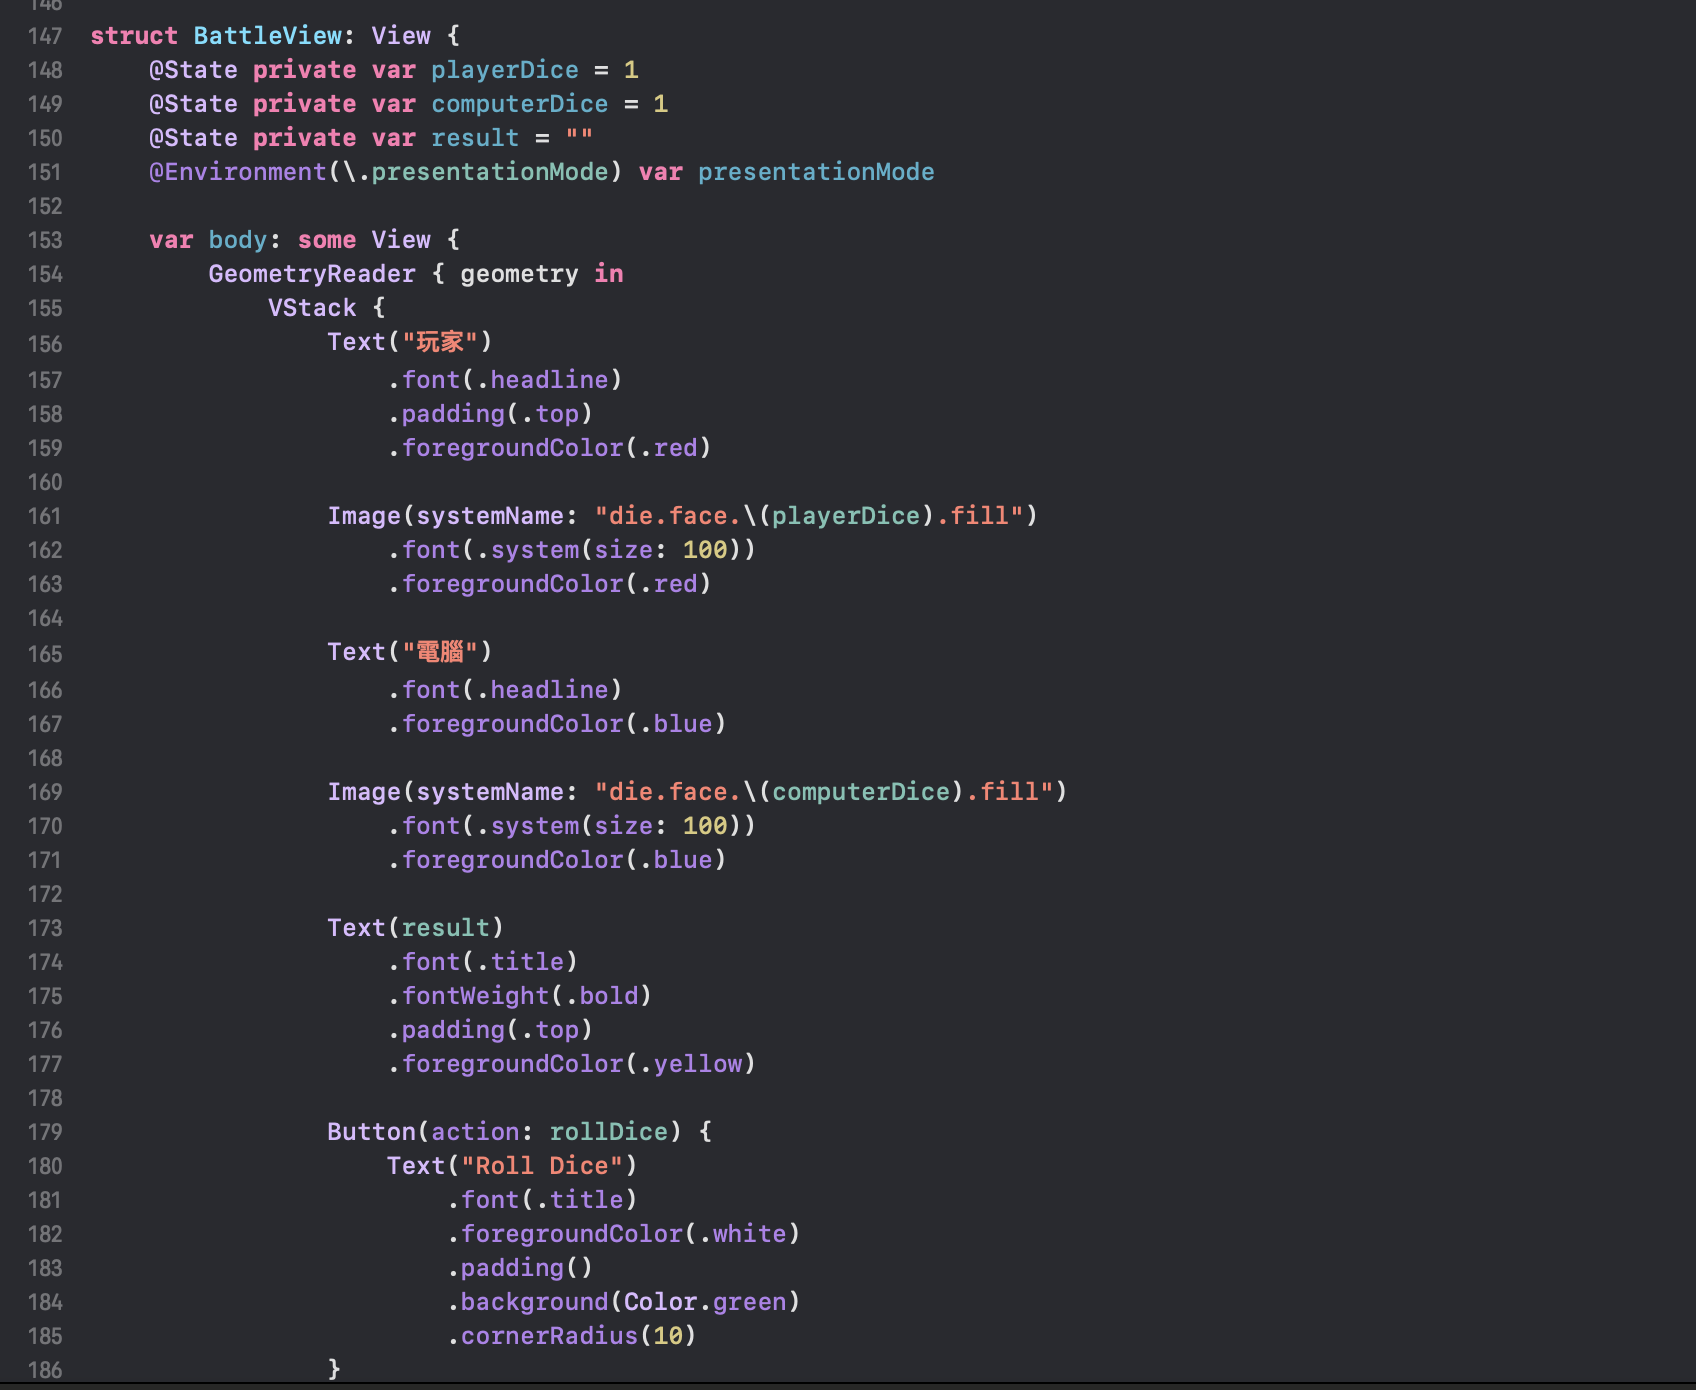 146
147 struct BattleView: View {
148     @State private var playerDice = 1
149     @State private var computerDice = 1
150     @State private var result = ""
151     @Environment(\.presentationMode) var presentationMode
152
153     var body: some View {
154         GeometryReader { geometry in
155             VStack {
156                 Text("玩家")
157                     .font(.headline)
158                     .padding(.top)
159                     .foregroundColor(.red)
160
161                 Image(systemName: "die.face.\(playerDice).fill")
162                     .font(.system(size: 100))
163                     .foregroundColor(.red)
164
165                 Text("電腦")
166                     .font(.headline)
167                     .foregroundColor(.blue)
168
169                 Image(systemName: "die.face.\(computerDice).fill")
170                     .font(.system(size: 100))
171                     .foregroundColor(.blue)
172
173                 Text(result)
174                     .font(.title)
175                     .fontWeight(.bold)
176                     .padding(.top)
177                     .foregroundColor(.yellow)
178
179                 Button(action: rollDice) {
180                     Text("Roll Dice")
181                         .font(.title)
182                         .foregroundColor(.white)
183                         .padding()
184                         .background(Color.green)
185                         .cornerRadius(10)
186                 }